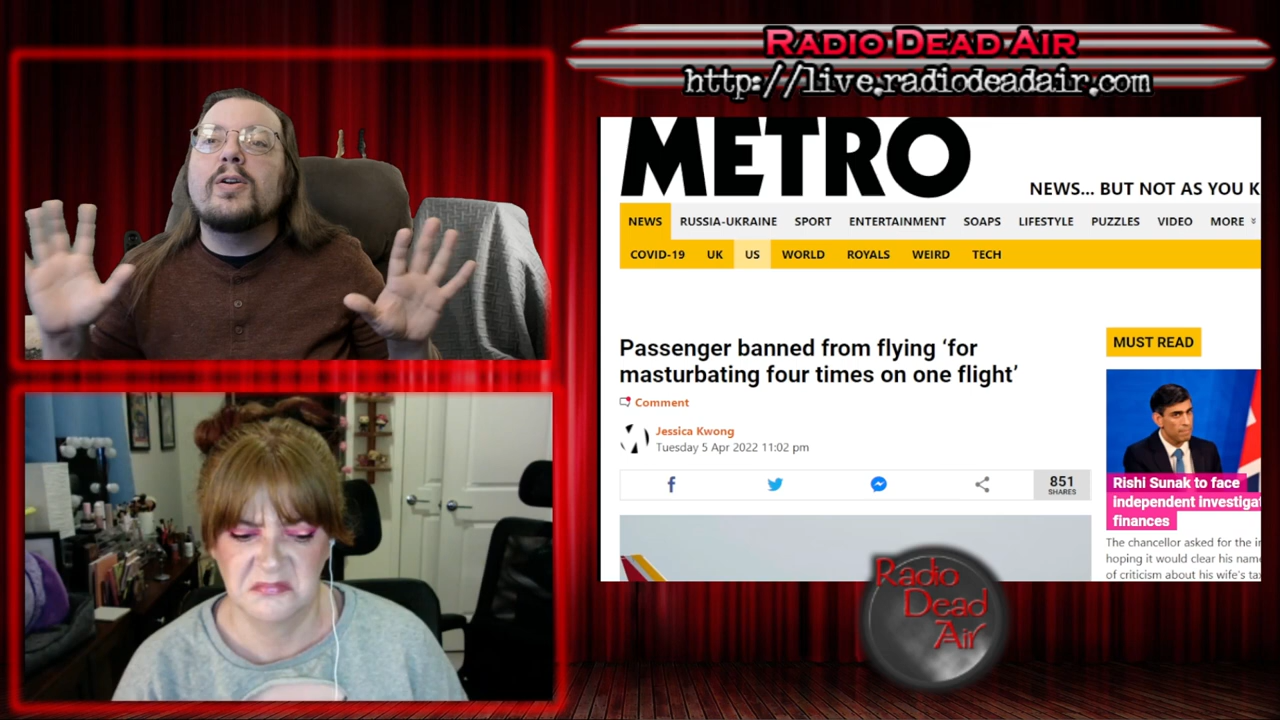 RADIO DEAD AIR
http://live.radiodeadair.com
METRO
NEWS... BUT NOT AS YOU K
NEWS RUSSIA-UKRAINE SPORT ENTERTAINMENT SOAPS LIFESTYLE PUZZLES VIDEO MORE
COVID-19 UK US WORLD ROYALS WEIRD TECH
Passenger banned from flying ‘for
masturbating four times on one flight’
Comment
Jessica Kwong
Tuesday 5 Apr 2022 11:02 pm
851
SHARES
MUST READ
Rishi Sunak to face
independent investiga
finances
The chancellor asked for the in
hoping it would clear his name
of criticism about his wife's ta
Radio
Dead
Air